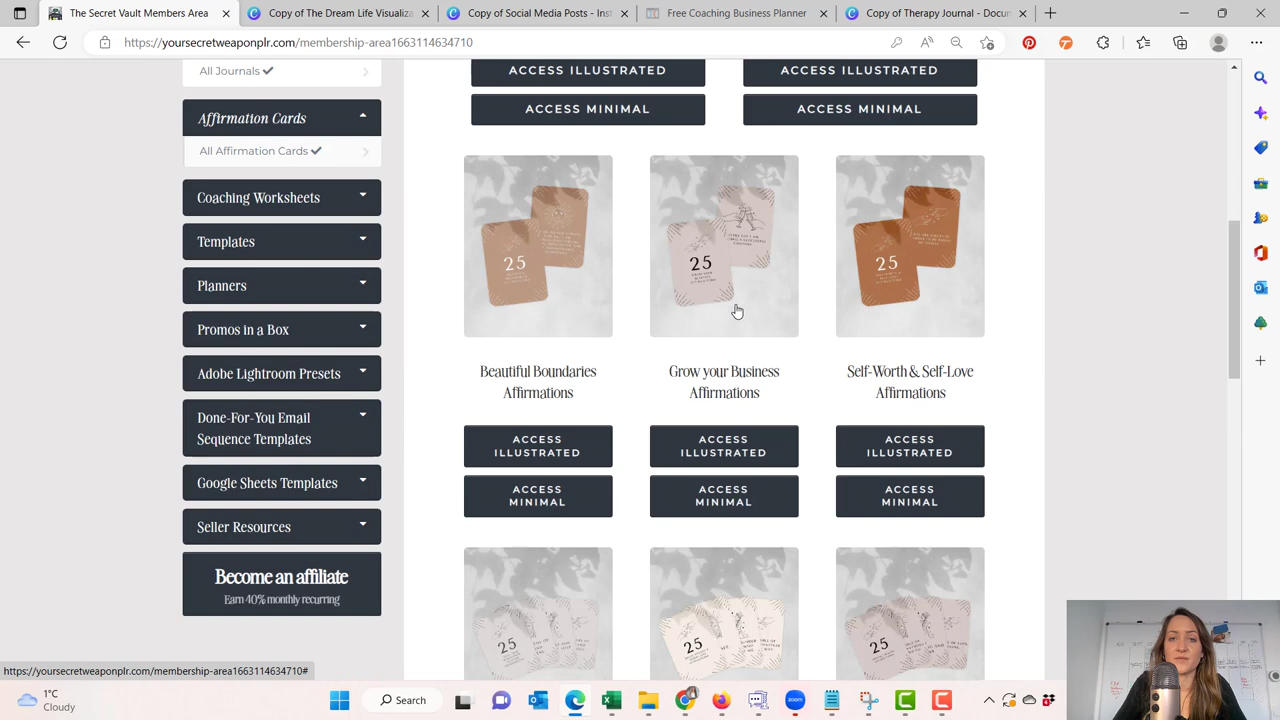 The Secret Vault Members Area
Copy of The Dream Life Visualiza
Copy of Social Media Posts - Inst
Free Coaching Business Planner
Copy of Therapy Journal - Docum
https://yoursecretweaponplr.com/membership-area1663114634710
All Journals
ACCESS ILLUSTRATED
ACCESS ILLUSTRATED
ACCESS MINIMAL
ACCESS MINIMAL
Affirmation Cards
All Affirmation Cards
Coaching Worksheets
Templates
Planners
Promos in a Box
Adobe Lightroom Presets
Done-For-You Email
Sequence Templates
Google Sheets Templates
Seller Resources
Become an affiliate
Earn 40% monthly recurring
25
25
25
Beautiful Boundaries
Affirmations
Grow your Business
Affirmations
Self-Worth & Self-Love
Affirmations
ACCESS
ILLUSTRATED
ACCESS
ILLUSTRATED
ACCESS
ILLUSTRATED
ACCESS
MINIMAL
ACCESS
MINIMAL
ACCESS
MINIMAL
25
25
25
https://yoursecretweaponplr.com/membership-area1663114634710#
1°C
Cloudy
Search